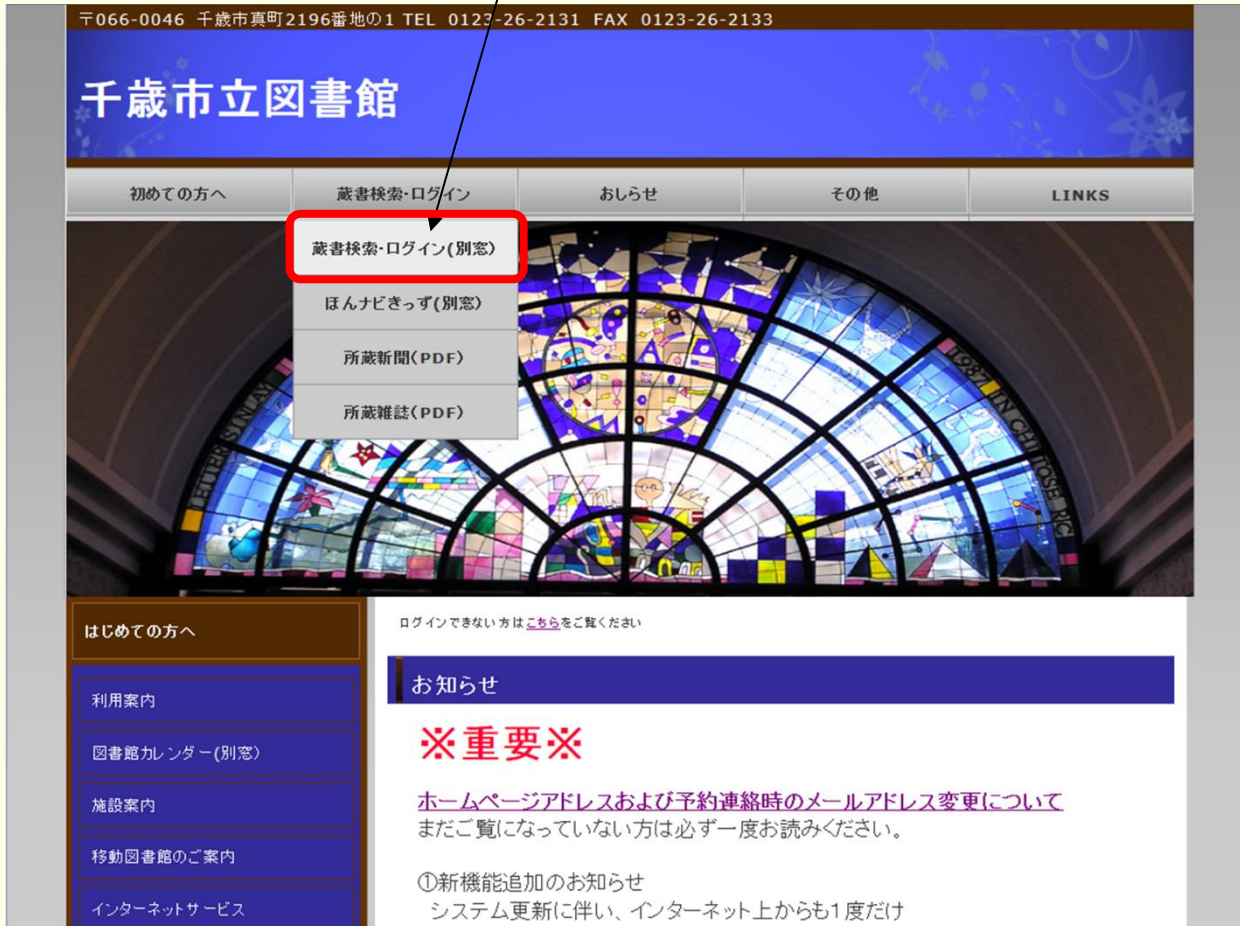 〒066-0046 千歳市真町2196番地の1 TEL 0123-26-2131 FAX 0123-26-2133
千歳市立図書館
初めての方へ
蔵書検索・ログイン
おしらせ
その他
LINKS
蔵書検索・ログイン(別窓)
ほんナビきっず(別窓)
所蔵新聞(PDF)
所蔵雑誌(PDF)
ログインできない方はこちらをご覧ください
はじめての方へ
利用案内
図書館カレンダー(別窓)
施設案内
移動図書館のご案内
インターネットサービス
お知らせ
※重要※
ホームページアドレスおよび予約連絡時のメールアドレス変更について
まだご覧になっていない方は必ず一度お読みください。
①新機能追加のお知らせ
システム更新に伴い、インターネット上からも1度だけ